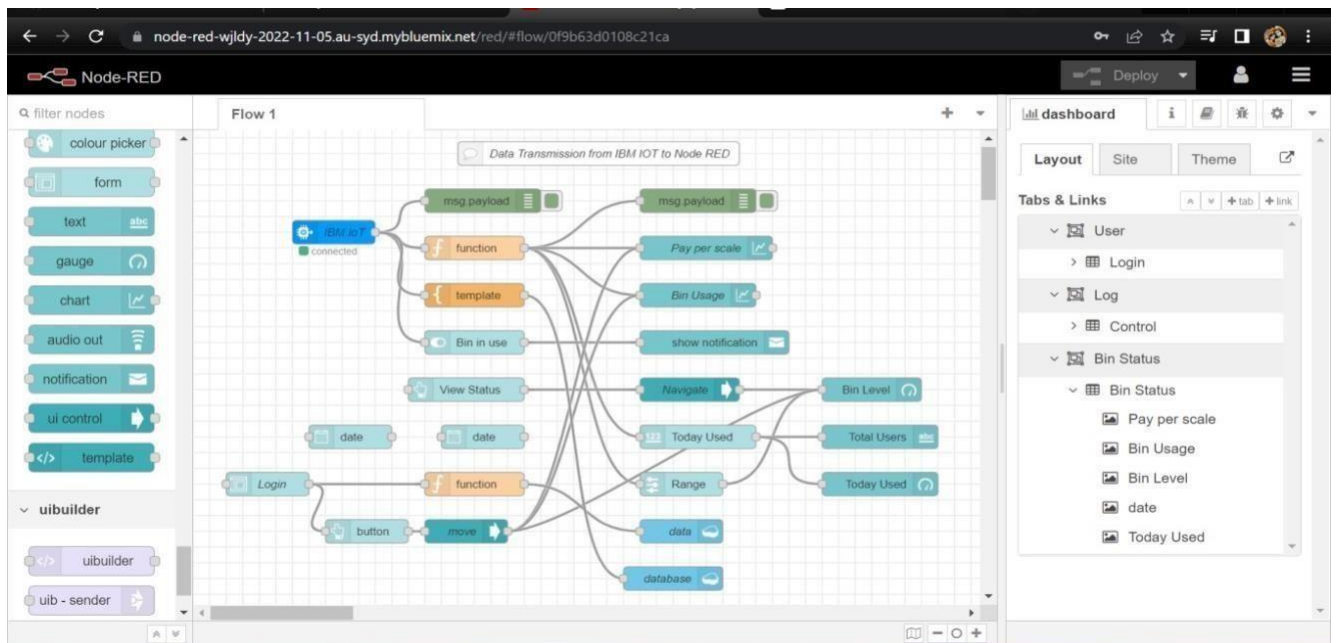 node-red-wjldy-2022-11-05.au-syd.mybluemix.net/red/#flow/0f9b63d0108c21ca
Node-RED
Deploy
filter nodes
colour picker
form
text
abc
gauge
chart
audio out
notification
ui control
</> template
uibuilder
</> uibuilder
uib - sender
Flow 1
Data Transmission from IBM IOT to Node RED
msg.payload
msg.payload
IBM IoT
connected
f function
Pay per scale
{ template
Bin Usage
Bin in use
show notification
View Status
Navigate
Bin Level
date
date
123 Today Used
Total Users abc
Login
f function
Range
Today Used
button
move
data
database
dashboard
i
Layout
Site
Theme
Tabs & Links
+ tab
+ link
User
Login
Log
Control
Bin Status
Bin Status
Pay per scale
Bin Usage
Bin Level
date
Today Used